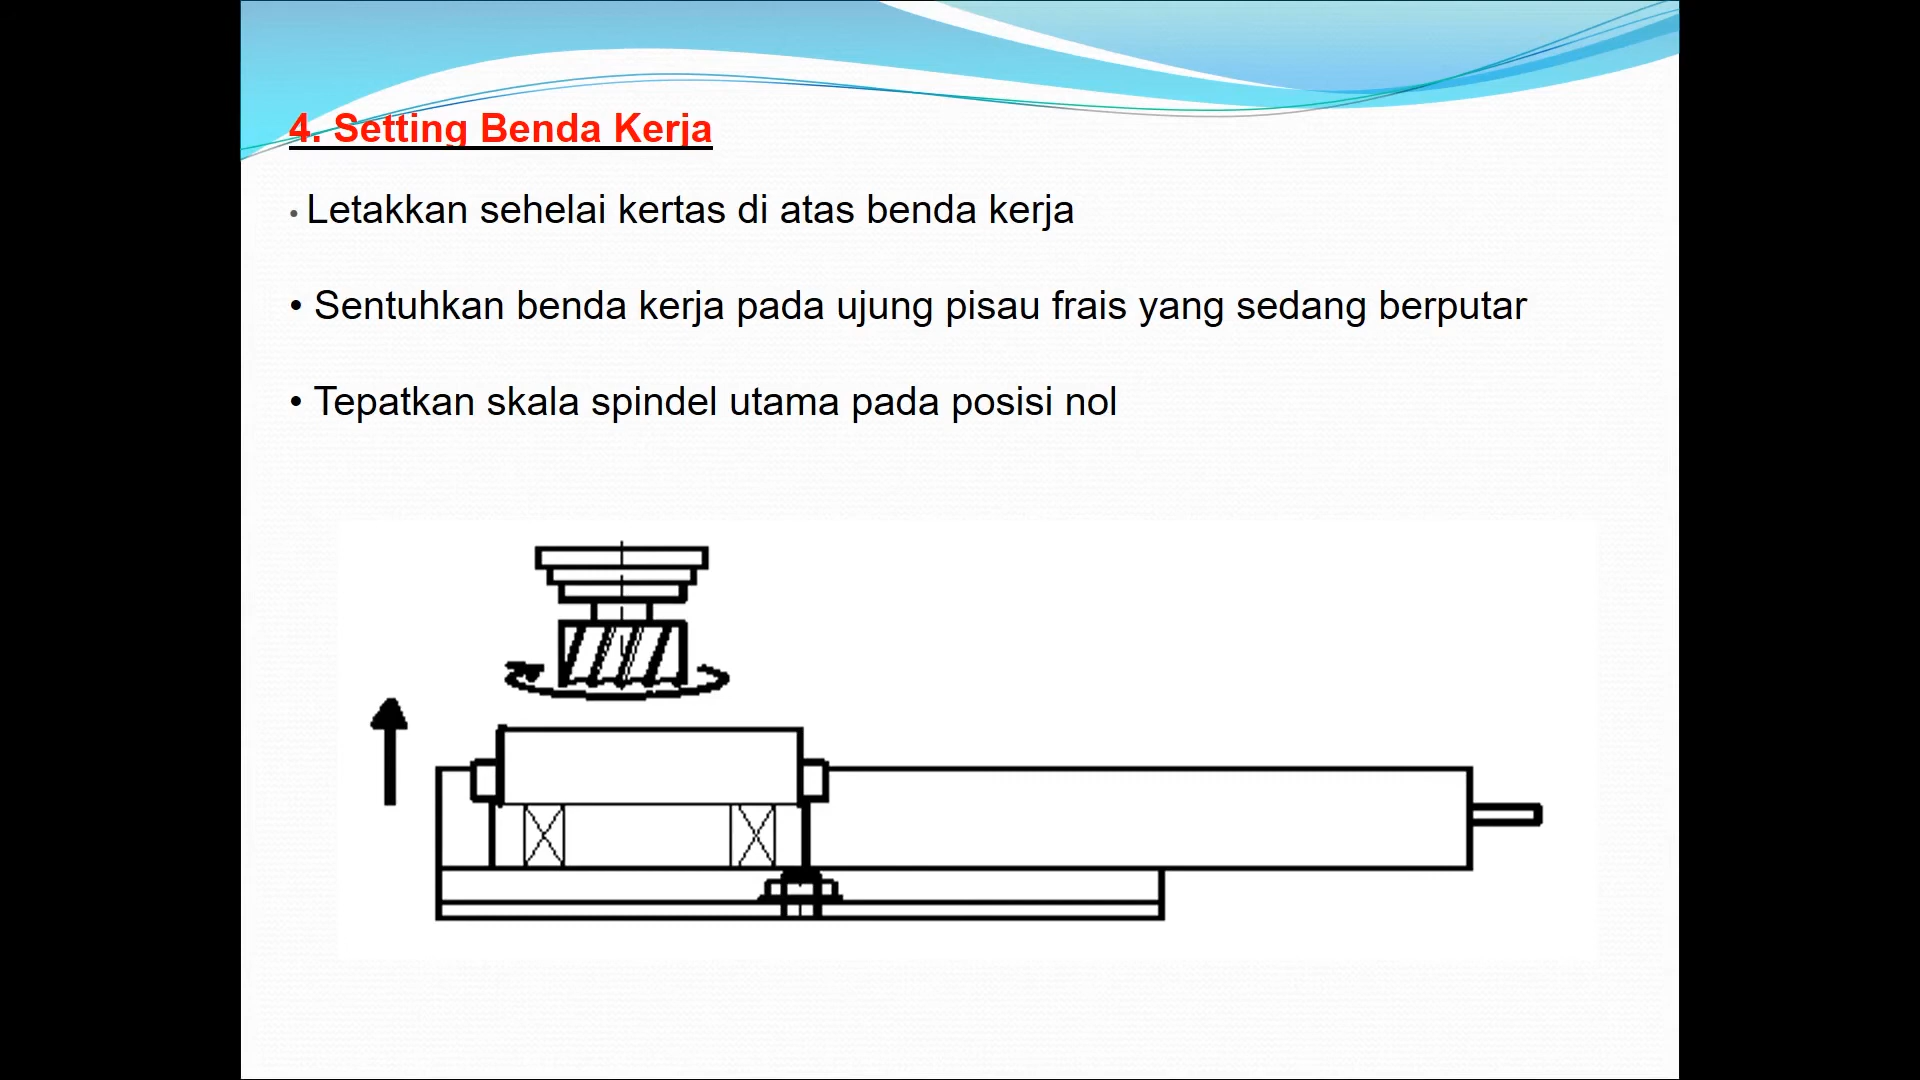 4. Setting Benda Kerja
• Letakkan sehelai kertas di atas benda kerja
• Sentuhkan benda kerja pada ujung pisau frais yang sedang berputar
• Tepatkan skala spindel utama pada posisi nol